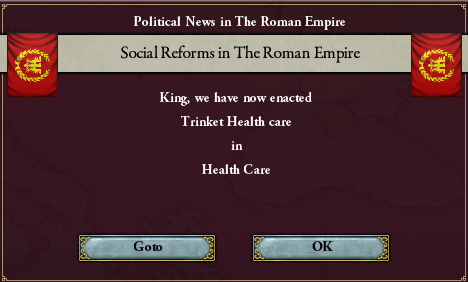 Political News in The Roman Empire
Social Reforms in The Roman Empire
King, we have now enacted
Trinket Health care
in
Health Care
Goto
OK